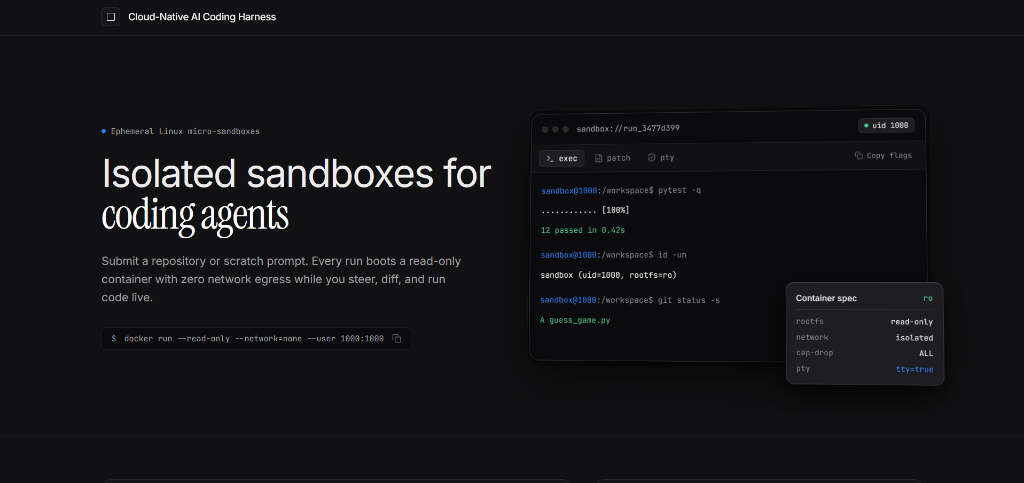 Cloud-Native AI Coding Harness
Ephemeral Linux micro-sandboxes
Isolated sandboxes for
coding agents
Submit a repository or scratch prompt. Every run boots a read-only
container with zero network egress while you steer, diff, and run
code live.
$ docker run --read-only --network=none --user 1000:1000
sandbox://run_3477d399
uid 1000
exec
patch
pty
Copy flags
sandbox@1000:/workspace$ pytest -q
............ [100%]
12 passed in 0.42s
sandbox@1000:/workspace$ id -un
sandbox (uid=1000, rootfs=ro)
sandbox@1000:/workspace$ git status -s
A guess_game.py
Container spec
ro
rootfs read-only
network isolated
cap-drop ALL
pty tty=true